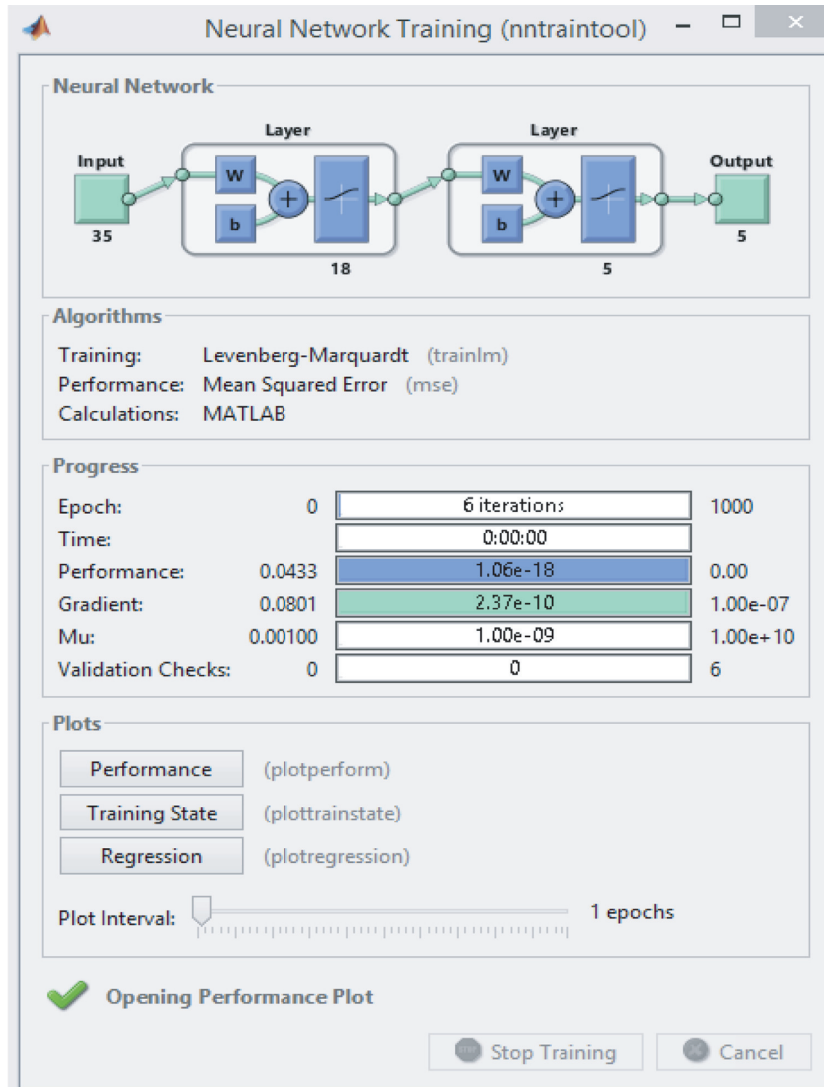 Neural Network Training (nntraintool)
Neural Network
Layer Layer
Input Output
W + W +
b b
35 5
18 5
Algorithms
Training: Levenberg-Marquardt (trainlm)
Performance: Mean Squared Error (mse)
Calculations: MATLAB
Progress
Epoch: 0 6 iterations 1000
Time: 0:00:00
Performance: 0.0433 1.06e-18 0.00
Gradient: 0.0801 2.37e-10 1.00e-07
Mu: 0.00100 1.00e-09 1.00e+10
Validation Checks: 0 0 6
Plots
Performance (plotperform)
Training State (plottrainstate)
Regression (plotregression)
Plot Interval: 1 epochs
Opening Performance Plot
Stop Training Cancel